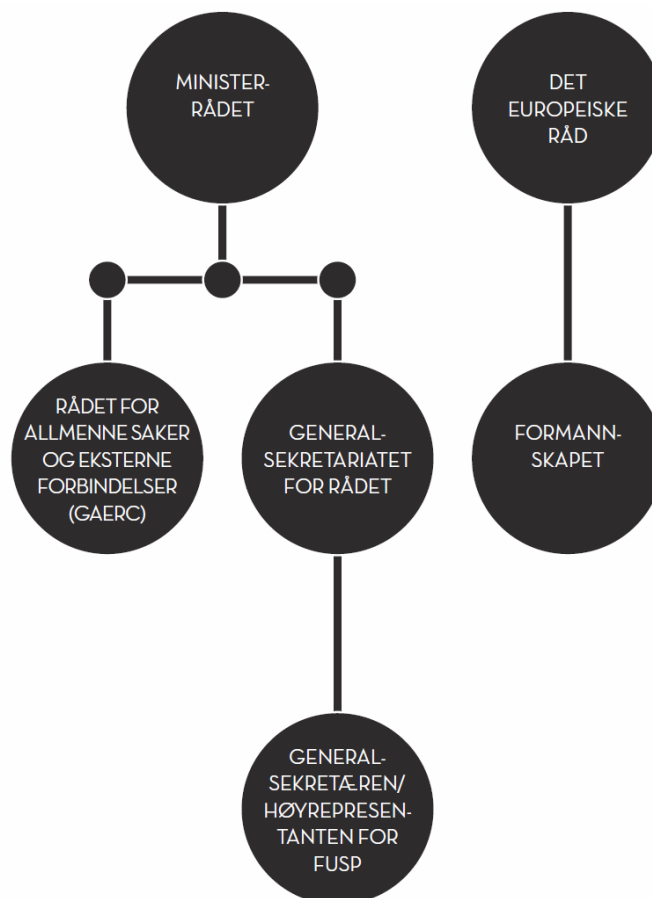 MINISTER-
RÅDET
DET
EUROPEISKE
RÅD
RÅDET FOR
ALLMENNE SAKER
OG EKSTERNE
FORBINDELSER
(GAERC)
GENERAL-
SEKRETARIATET
FOR RÅDET
FORMANN-
SKAPET
GENERAL-
SEKRETÆREN/
HØYREPRESEN-
TANTEN FOR
FUSP